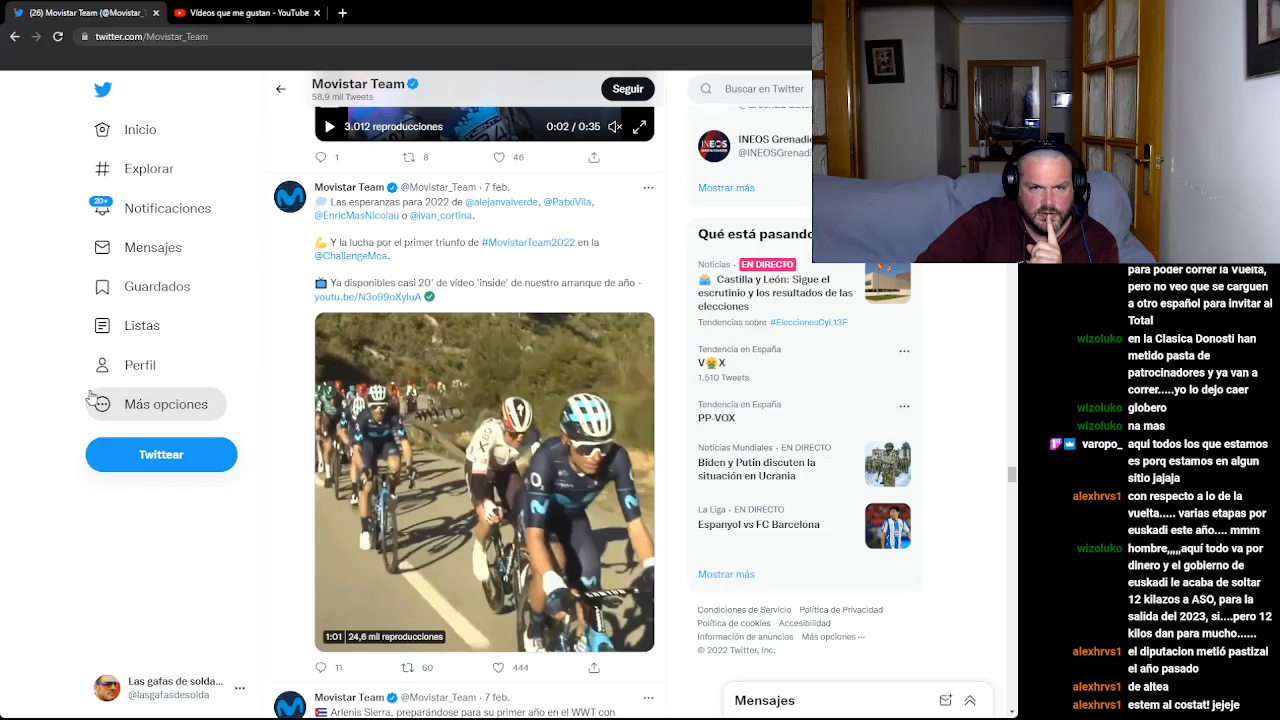 (26) Movistar Team (@Movistar_
Vídeos que me gustan - YouTube
twitter.com/Movistar_Team
Inicio
Explorar
20+
Notificaciones
Mensajes
Guardados
Listas
Perfil
Más opciones
Twittear
Las gafas de solda...
@lasgafasdesolda
Movistar Team
58,9 mil Tweets
Seguir
3.012 reproducciones
0:02 / 0:35
1
8
46
Movistar Team @Movistar_Team · 7 feb.
Las esperanzas para 2022 de @alejanvalverde, @PatxiVila,
@EnricMasNicolau o @ivan_cortina.
Y la lucha por el primer triunfo de #MovistarTeam2022 en la
@ChallengeMca.
Ya disponibles casi 20' de vídeo 'inside' de nuestro arranque de año -
youtu.be/N3o99oXyIuA
O2
1:01
24,6 mil reproducciones
11
60
444
Movistar Team @Movistar_Team · 7 feb.
Arlenis Sierra, preparándose para su primer año en el WWT con
Buscar en Twitter
INEOS
INEOS Grenadie
@INEOSGrenadi
Mostrar más
Qué está pasando
Noticias · EN DIRECTO
Castilla y León: Sigue el
escrutinio y los resultados de las
elecciones
Tendencias sobre #EleccionesCyL13F
Tendencia en España
V🤮X
1.510 Tweets
Tendencia en España
PP-VOX
Noticias Mundiales · EN DIRECTO
Biden y Putin discuten la
situación en Ucrania
La Liga · EN DIRECTO
Espanyol vs FC Barcelona
Mostrar más
Condiciones de Servicio Política de Privacidad
Política de cookies Accesibilidad
Información de anuncios Más opciones ···
© 2022 Twitter, Inc.
Mensajes
para poder correr la vuelta,
pero no veo que se carguen
a otro español para invitar al
Total
wizoluko en la Clasica Donosti han
metido pasta de
patrocinadores y ya van a
correr.....yo lo dejo caer
wizoluko globero
wizoluko na mas
varopo_ aqui todos los que estamos
es porq estamos en algun
sitio jajaja
alexhrvs1 con respecto a lo de la
vuelta..... varias etapas por
euskadi este año.... mmm
wizoluko hombre,,,,,aquí todo va por
dinero y el gobierno de
euskadi le acaba de soltar
12 kilazos a ASO, para la
salida del 2023, si....pero 12
kilos dan para mucho......
alexhrvs1 el diputacion metió pastizal
el año pasado
alexhrvs1 de altea
alexhrvs1 estem al costat! jejeje